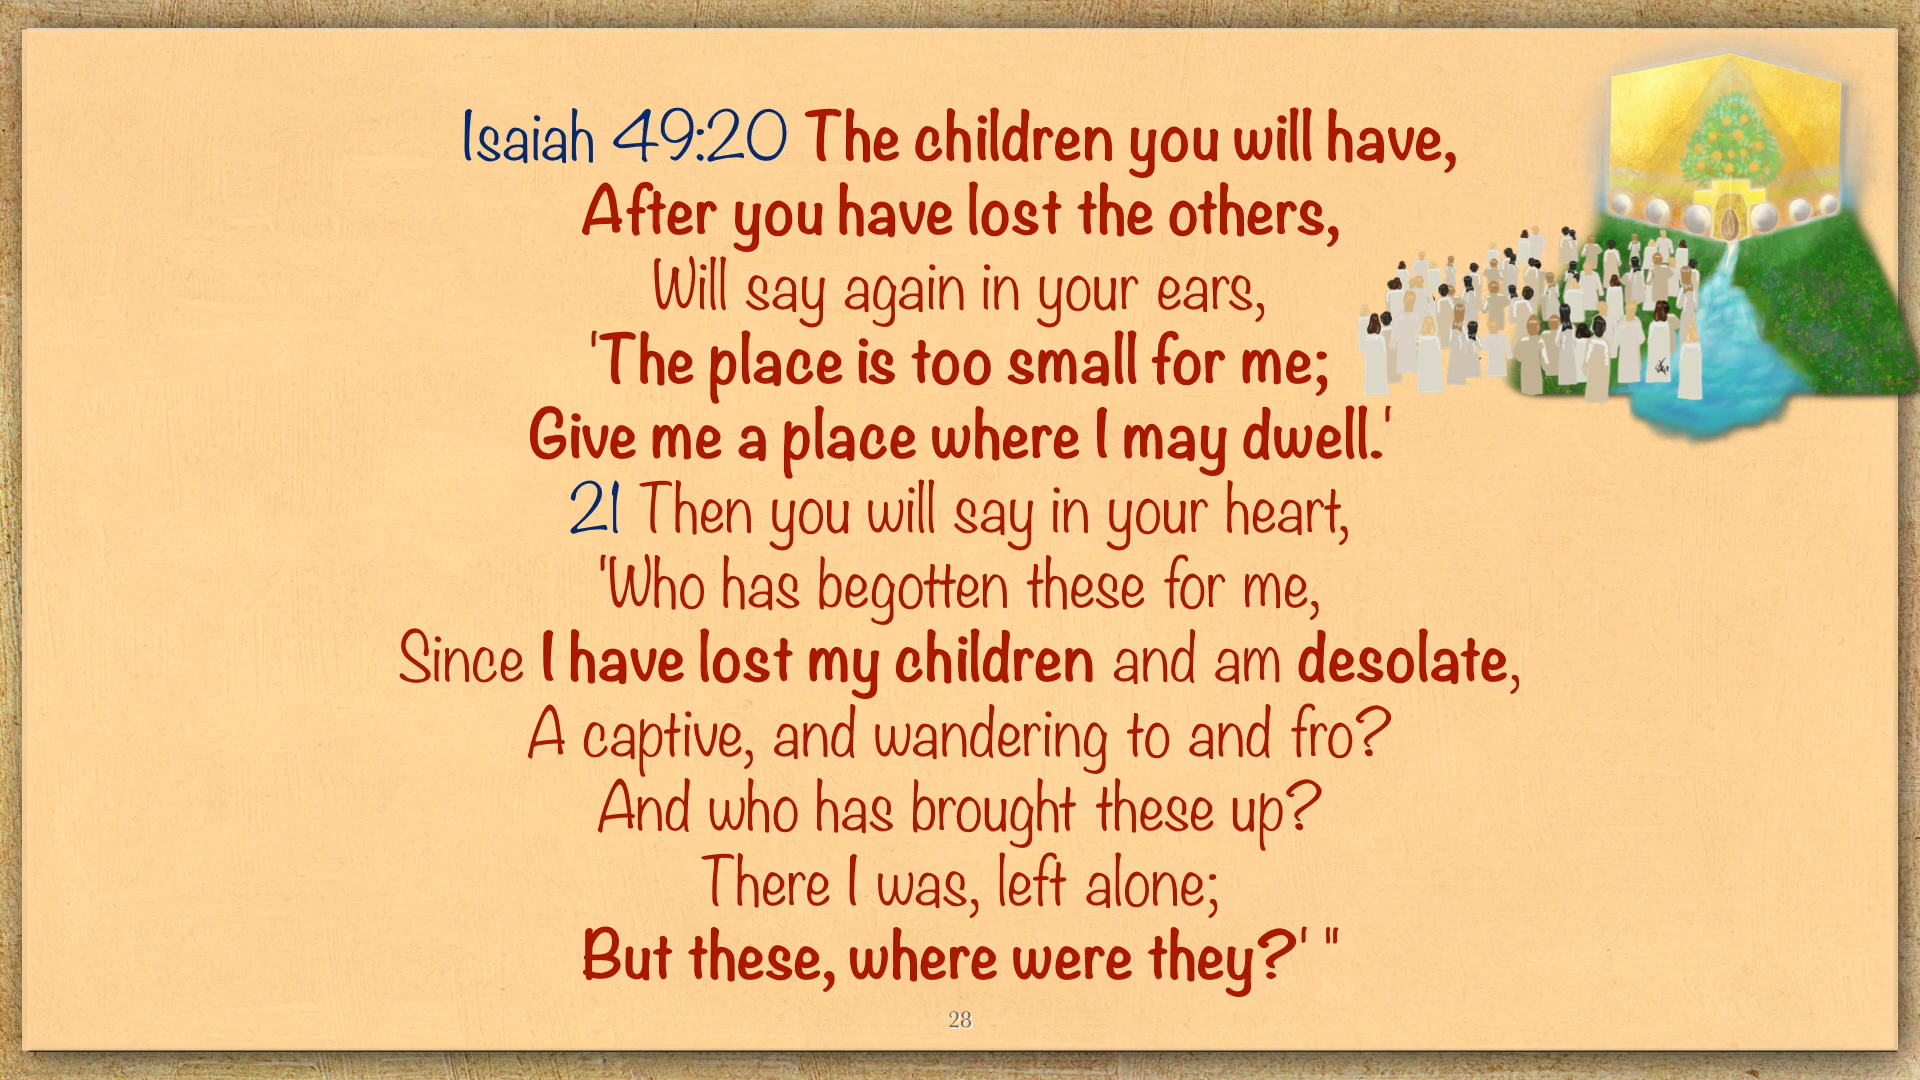 Isaiah 49:20 The children you will have,
After you have lost the others,
Will say again in your ears,
'The place is too small for me;
Give me a place where I may dwell.'
21 Then you will say in your heart,
'Who has begotten these for me,
Since I have lost my children and am desolate,
A captive, and wandering to and fro?
And who has brought these up?
There I was, left alone;
But these, where were they?' "
28